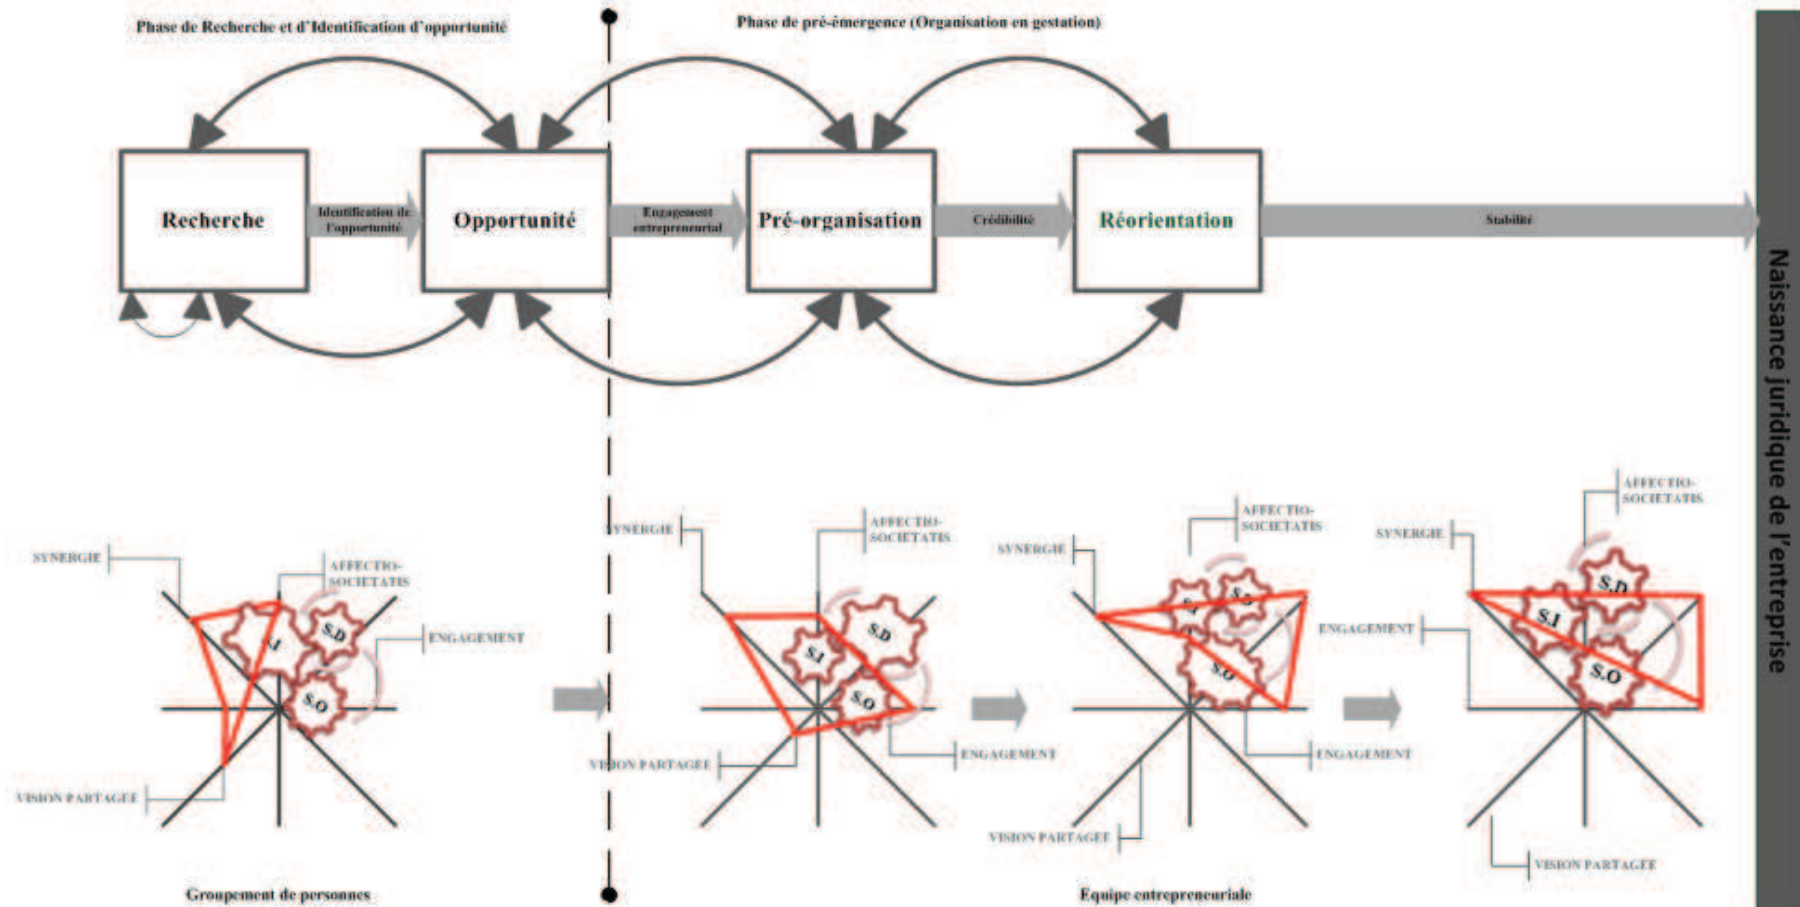 Phase de Recherche et d'Identification d'opportunité
Phase de pré-émergence (Organisation en gestation)
Recherche
Identification de
l'opportunité
Opportunité
Engagement
entrepreneurial
Pré-organisation
Crédibilité
Réorientation
Stabilité
Naissance juridique de l'entreprise
SYNERGIE
AFFECTIO-
SOCIETATIS
S.D
S.O
ENGAGEMENT
VISION PARTAGEE
Groupement de personnes
SYNERGIE
AFFECTIO-
SOCIETATIS
S.D
S.I
S.O
ENGAGEMENT
VISION PARTAGEE
SYNERGIE
AFFECTIO-
SOCIETATIS
S.O
ENGAGEMENT
VISION PARTAGEE
Equipe entrepreneuriale
SYNERGIE
AFFECTIO-
SOCIETATIS
S.D
S.I
S.O
ENGAGEMENT
VISION PARTAGEE